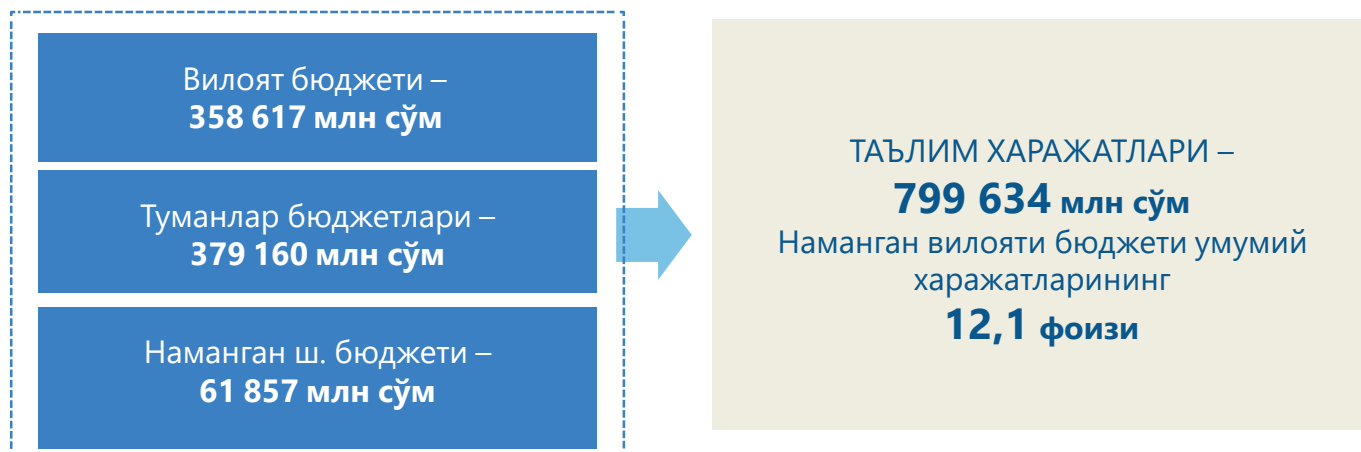 Вилоят бюджети –
358 617 млн сўм
Туманлар бюджетлари –
379 160 млн сўм
Наманган ш. бюджети –
61 857 млн сўм
ТАЪЛИМ ХАРАЖАТЛАРИ –
799 634 млн сўм
Наманган вилояти бюджети умумий
харажатларининг
12,1 фоизи